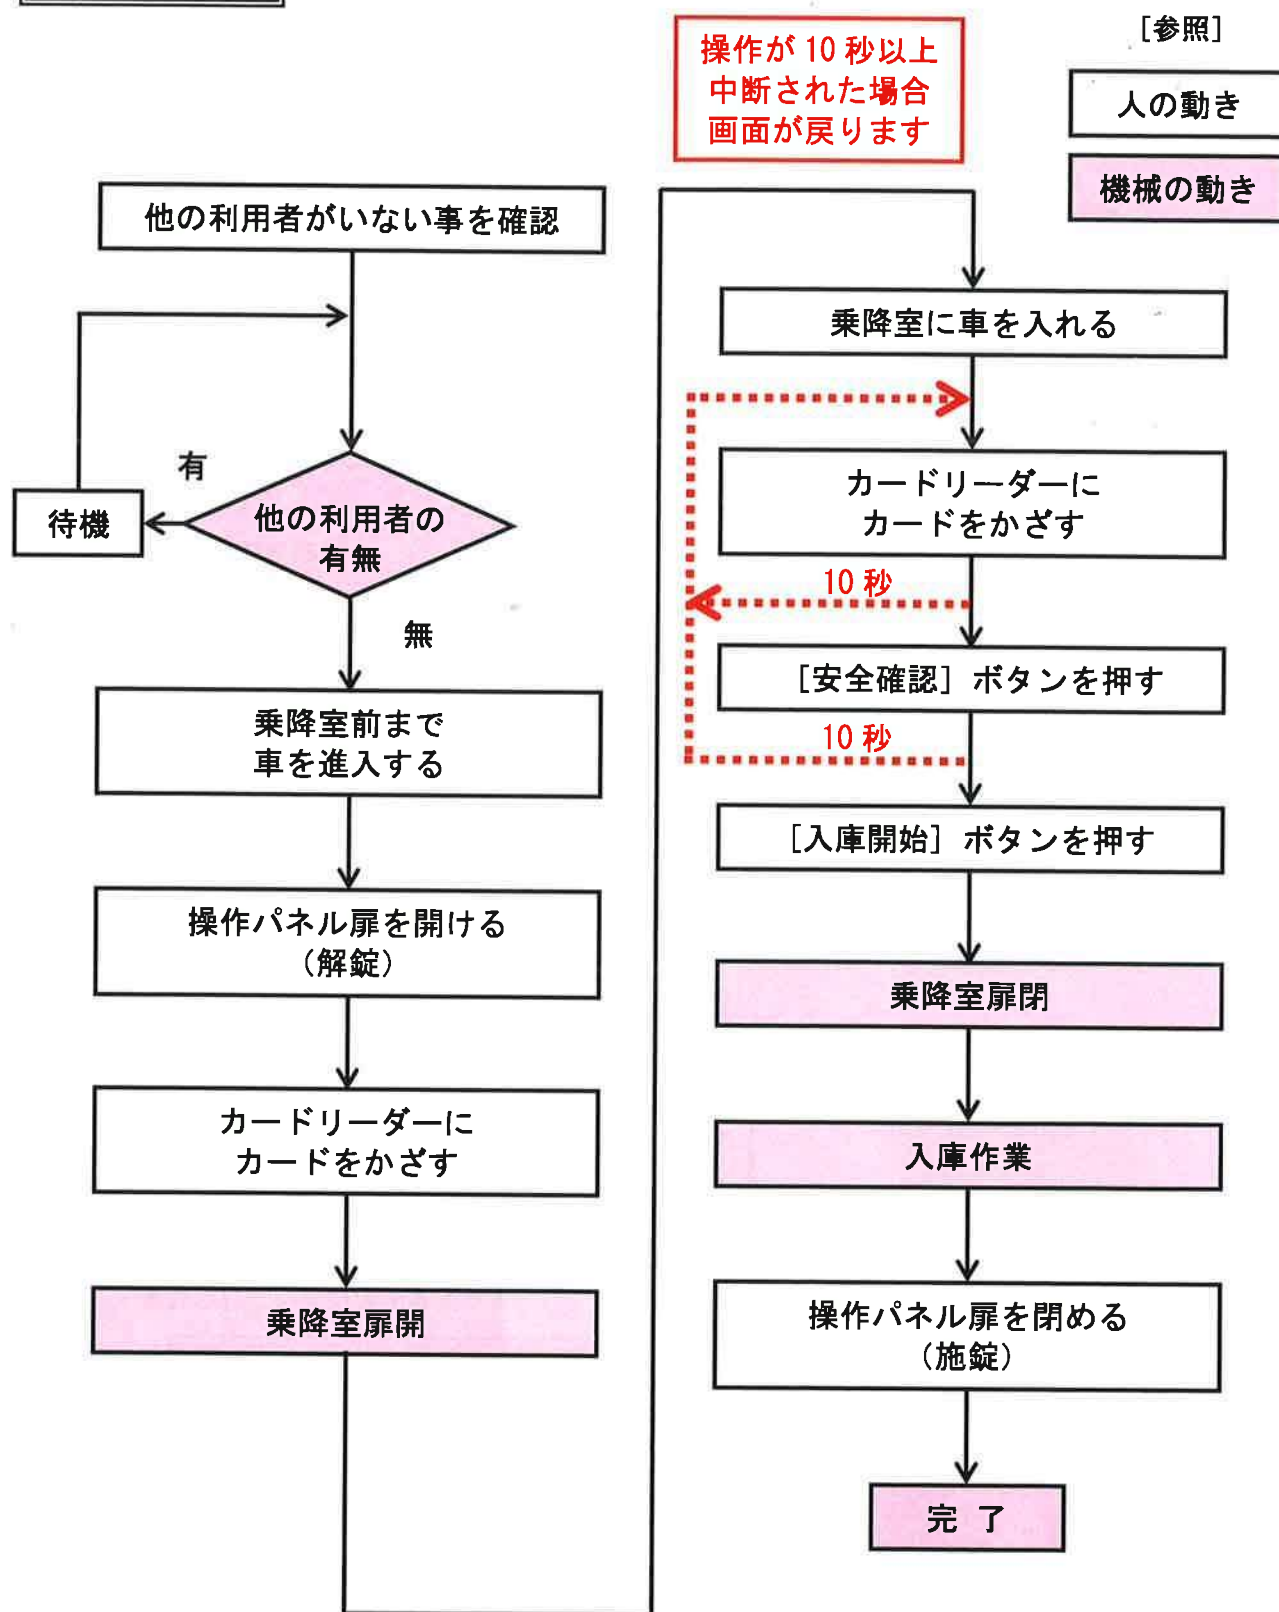 操作が10秒以上
中断された場合
画面が戻ります
［参照］
人の動き
機械の動き
他の利用者がいない事を確認
有
待機
他の利用者の
有無
無
乗降室前まで
車を進入する
操作パネル扉を開ける
（解錠）
カードリーダーに
カードをかざす
乗降室扉開
乗降室に車を入れる
カードリーダーに
カードをかざす
10秒
［安全確認］ボタンを押す
10秒
［入庫開始］ボタンを押す
乗降室扉閉
入庫作業
操作パネル扉を閉める
（施錠）
完了